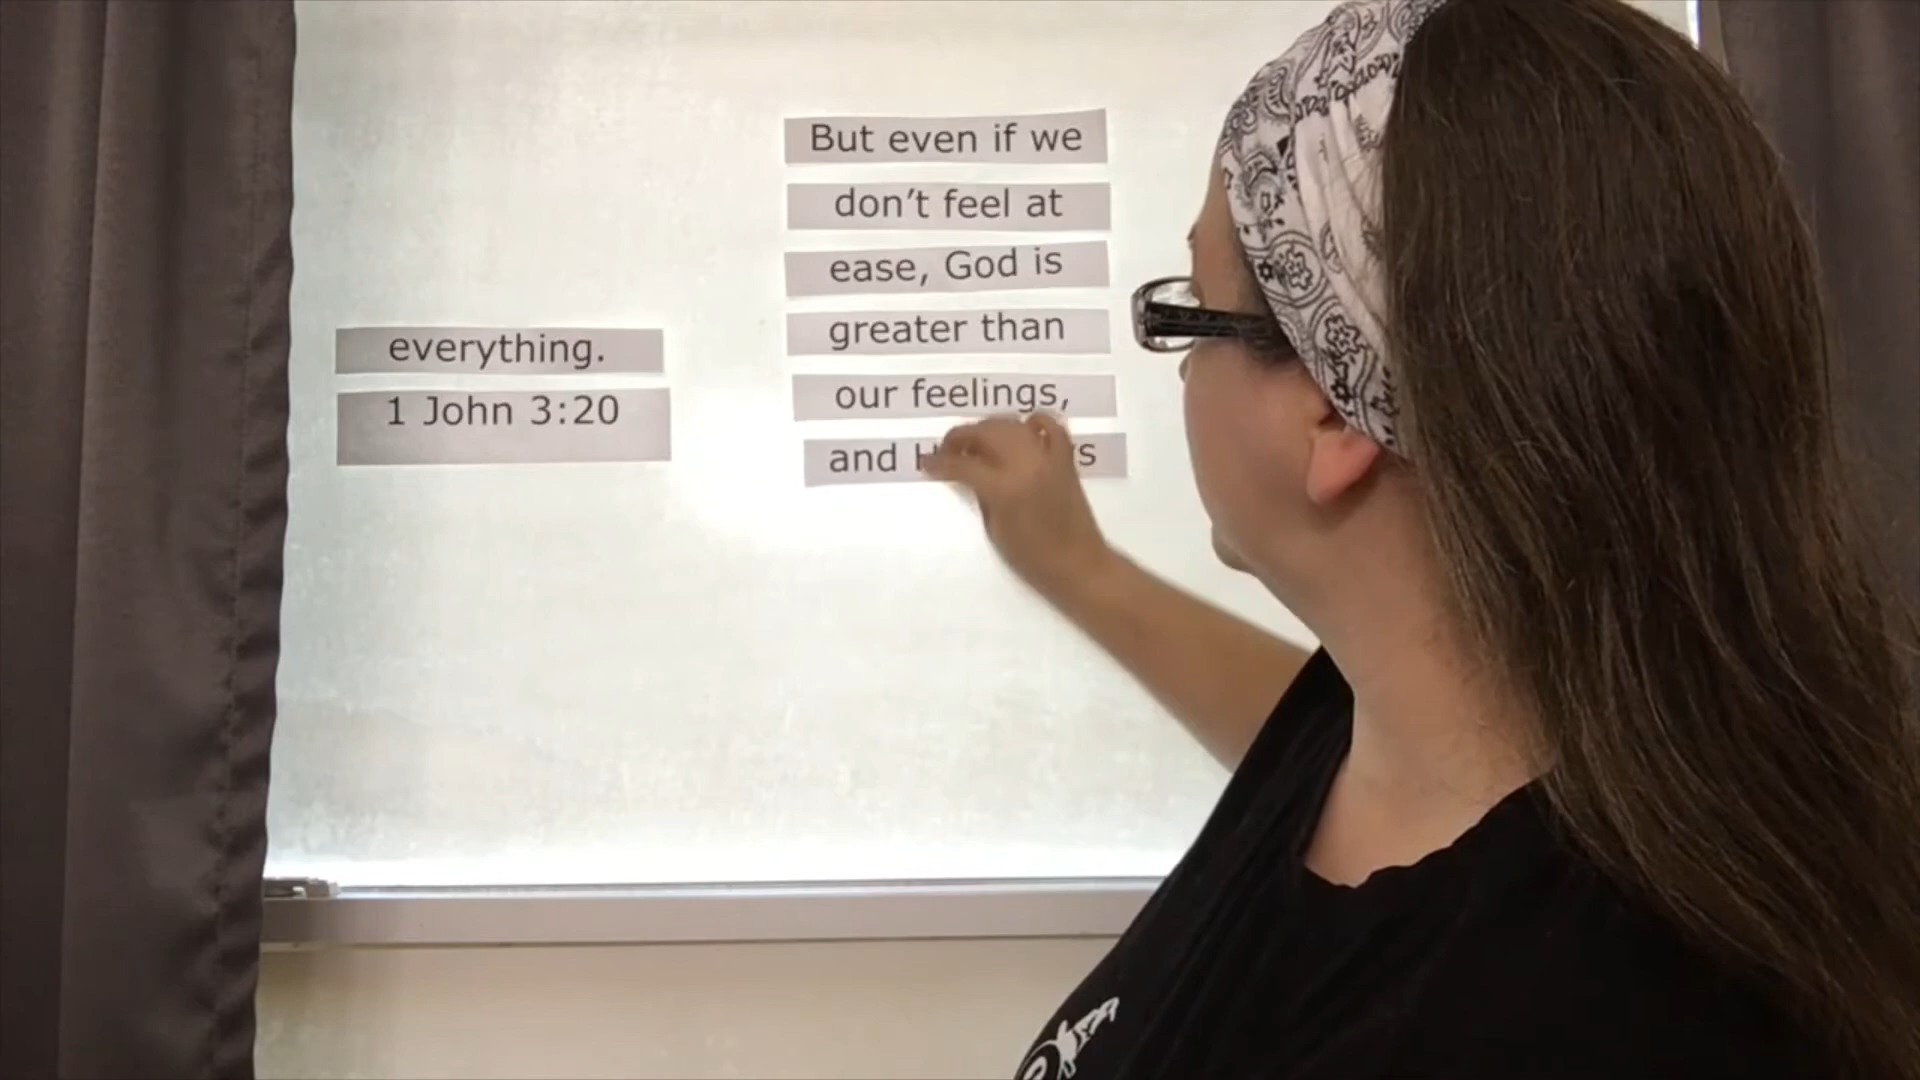 But even if we
don't feel at
ease, God is
greater than
our feelings,
and
everything.
1 John 3:20